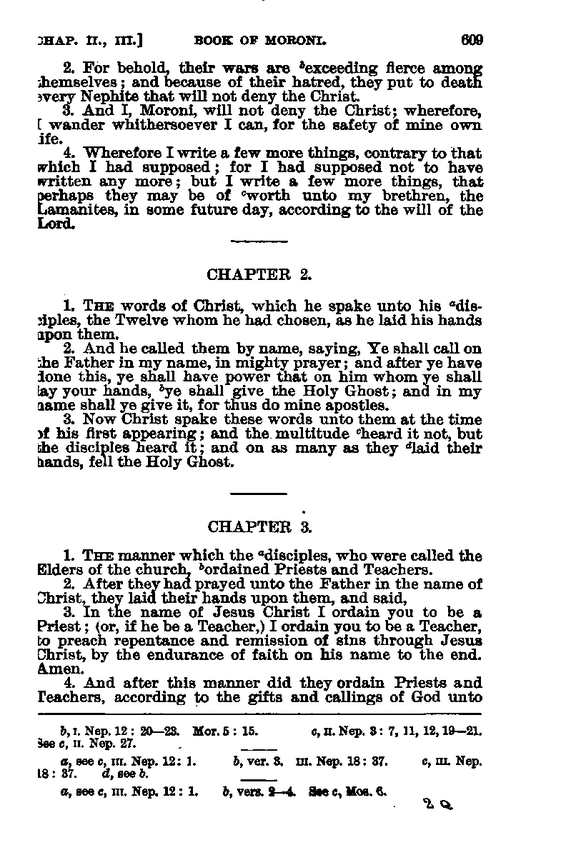 :HAP. II., III.] BOOK OF MORONI. 609
2. For behold, their wars are ᵇexceeding fierce among
:hemselves; and because of their hatred, they put to death
very Nephite that will not deny the Christ.
3. And I, Moroni, will not deny the Christ; wherefore,
[ wander whithersoever I can, for the safety of mine own
ife.
4. Wherefore I write a few more things, contrary to that
which I had supposed; for I had supposed not to have
written any more; but I write a few more things, that
perhaps they may be of ᶜworth unto my brethren, the
Lamanites, in some future day, according to the will of the
Lord.
CHAPTER 2.
1. THE words of Christ, which he spake unto his ᵃdis-
:iples, the Twelve whom he had chosen, as he laid his hands
upon them.
2. And he called them by name, saying, Ye shall call on
:he Father in my name, in mighty prayer; and after ye have
done this, ye shall have power that on him whom ye shall
lay your hands, ᵇye shall give the Holy Ghost; and in my
name shall ye give it, for thus do mine apostles.
3. Now Christ spake these words unto them at the time
of his first appearing; and the multitude ᶜheard it not, but
the disciples heard it; and on as many as they ᵈlaid their
hands, fell the Holy Ghost.
CHAPTER 3.
1. THE manner which the ᵃdisciples, who were called the
Elders of the church, ᵇordained Priests and Teachers.
2. After they had prayed unto the Father in the name of
Christ, they laid their hands upon them, and said,
3. In the name of Jesus Christ I ordain you to be a
Priest; (or, if he be a Teacher,) I ordain you to be a Teacher,
to preach repentance and remission of sins through Jesus
Christ, by the endurance of faith on his name to the end.
Amen.
4. And after this manner did they ordain Priests and
Teachers, according to the gifts and callings of God unto
b, I. Nep. 12: 20—23. Mor. 5: 15. c, II. Nep. 3: 7, 11, 12, 19—21.
See c, II. Nep. 27.
a, see c, III. Nep. 12: 1. b, ver. 3. III. Nep. 18: 37. c, III. Nep.
18: 37. d, see b.
a, see c, III. Nep. 12: 1. b, vers. 2—4. See c, Mos. 6.
2 Q